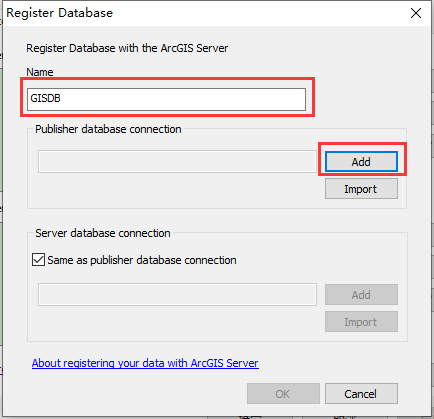 Register Database
Register Database with the ArcGIS Server
Name
GISDB
Publisher database connection
Add
Import
Server database connection
Same as publisher database connection
Add
Import
About registering your data with ArcGIS Server
OK
Cancel